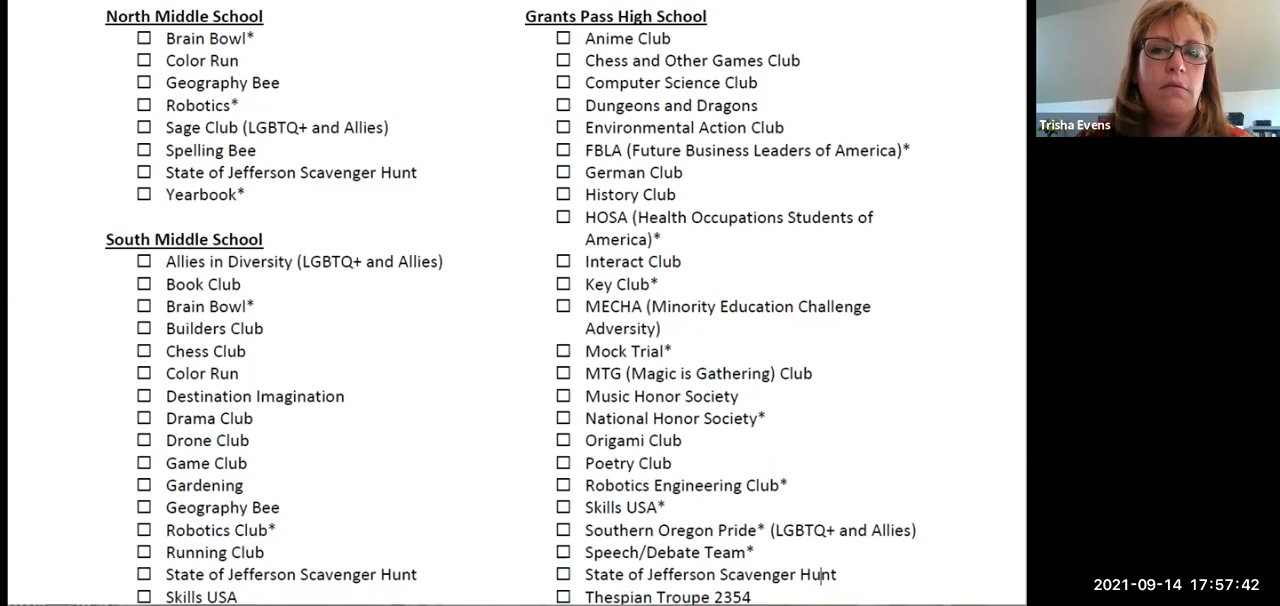 North Middle School
☐ Brain Bowl*
☐ Color Run
☐ Geography Bee
☐ Robotics*
☐ Sage Club (LGBTQ+ and Allies)
☐ Spelling Bee
☐ State of Jefferson Scavenger Hunt
☐ Yearbook*
South Middle School
☐ Allies in Diversity (LGBTQ+ and Allies)
☐ Book Club
☐ Brain Bowl*
☐ Builders Club
☐ Chess Club
☐ Color Run
☐ Destination Imagination
☐ Drama Club
☐ Drone Club
☐ Game Club
☐ Gardening
☐ Geography Bee
☐ Robotics Club*
☐ Running Club
☐ State of Jefferson Scavenger Hunt
☐ Skills USA
Grants Pass High School
☐ Anime Club
☐ Chess and Other Games Club
☐ Computer Science Club
☐ Dungeons and Dragons
☐ Environmental Action Club
☐ FBLA (Future Business Leaders of America)*
☐ German Club
☐ History Club
☐ HOSA (Health Occupations Students of
America)*
☐ Interact Club
☐ Key Club*
☐ MECHA (Minority Education Challenge
Adversity)
☐ Mock Trial*
☐ MTG (Magic is Gathering) Club
☐ Music Honor Society
☐ National Honor Society*
☐ Origami Club
☐ Poetry Club
☐ Robotics Engineering Club*
☐ Skills USA*
☐ Southern Oregon Pride* (LGBTQ+ and Allies)
☐ Speech/Debate Team*
☐ State of Jefferson Scavenger Hunt
☐ Thespian Troupe 2354
Trisha Evens
2021-09-14 17:57:42